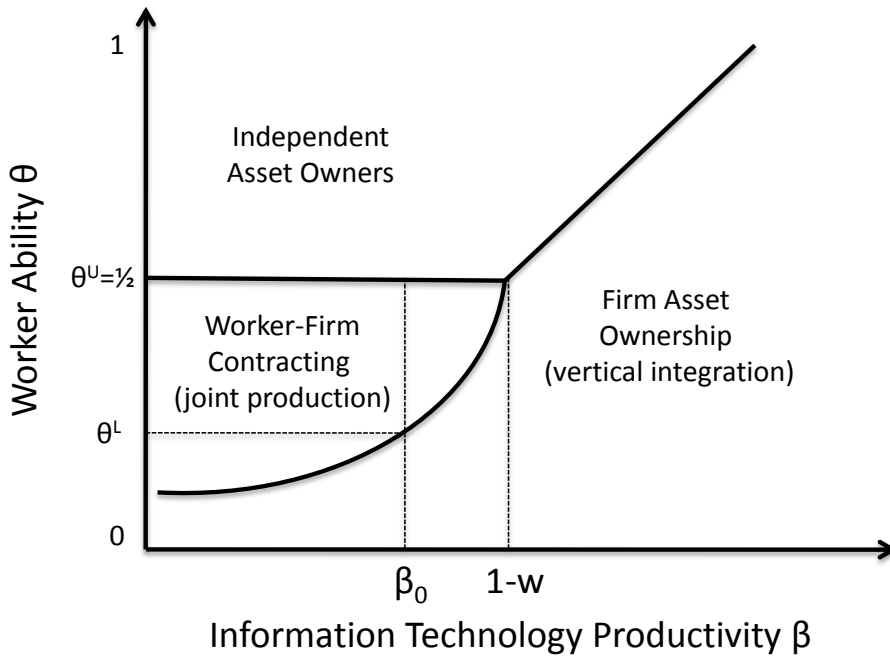 1
Independent
Asset Owners
Worker Ability θ
θᵁ=½
Worker-Firm
Contracting
(joint production)
Firm Asset
Ownership
(vertical integration)
θᴸ
0
β₀
1-w
Information Technology Productivity β